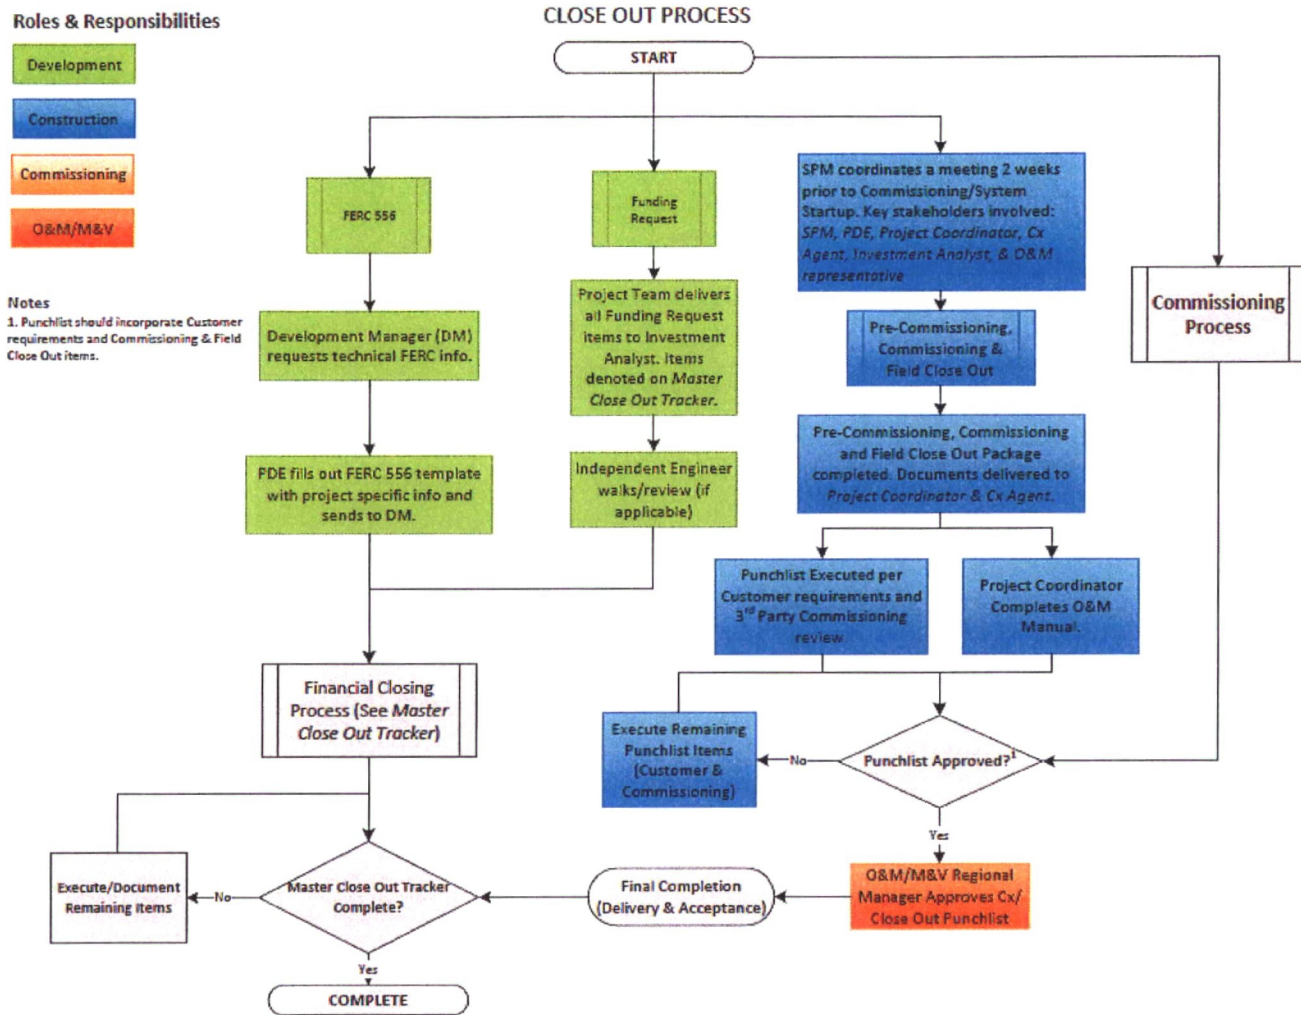 Roles & Responsibilities
CLOSE OUT PROCESS
Development
Construction
Commissioning
O&M/M&V
Notes
1. Punchlist should incorporate Customer
requirements and Commissioning & Field
Close Out items.
START
FERC 556
Funding
Request
SPM coordinates a meeting 2 weeks
prior to Commissioning/System
Startup. Key stakeholders involved:
SPM, PDE, Project Coordinator, Cx
Agent, Investment Analyst, & O&M
representative
Commissioning
Process
Development Manager (DM)
requests technical FERC info.
Project Team delivers
all Funding Request
items to Investment
Analyst. Items
denoted on Master
Close Out Tracker.
Pre-Commissioning,
Commissioning &
Field Close Out
PDE fills out FERC 556 template
with project specific info and
sends to DM.
Independent Engineer
walks/review (if
applicable)
Pre-Commissioning, Commissioning
and Field Close Out Package
completed. Documents delivered to
Project Coordinator & Cx Agent.
Punchlist Executed per
Customer requirements and
3rd Party Commissioning
review
Project Coordinator
Completes O&M
Manual.
Financial Closing
Process (See Master
Close Out Tracker)
Execute Remaining
Punchlist Items
(Customer &
Commissioning)
No
Punchlist Approved?1
Yes
Execute/Document
Remaining Items
No
Master Close Out Tracker
Complete?
Final Completion
(Delivery & Acceptance)
O&M/M&V Regional
Manager Approves Cx/
Close Out Punchlist
Yes
COMPLETE